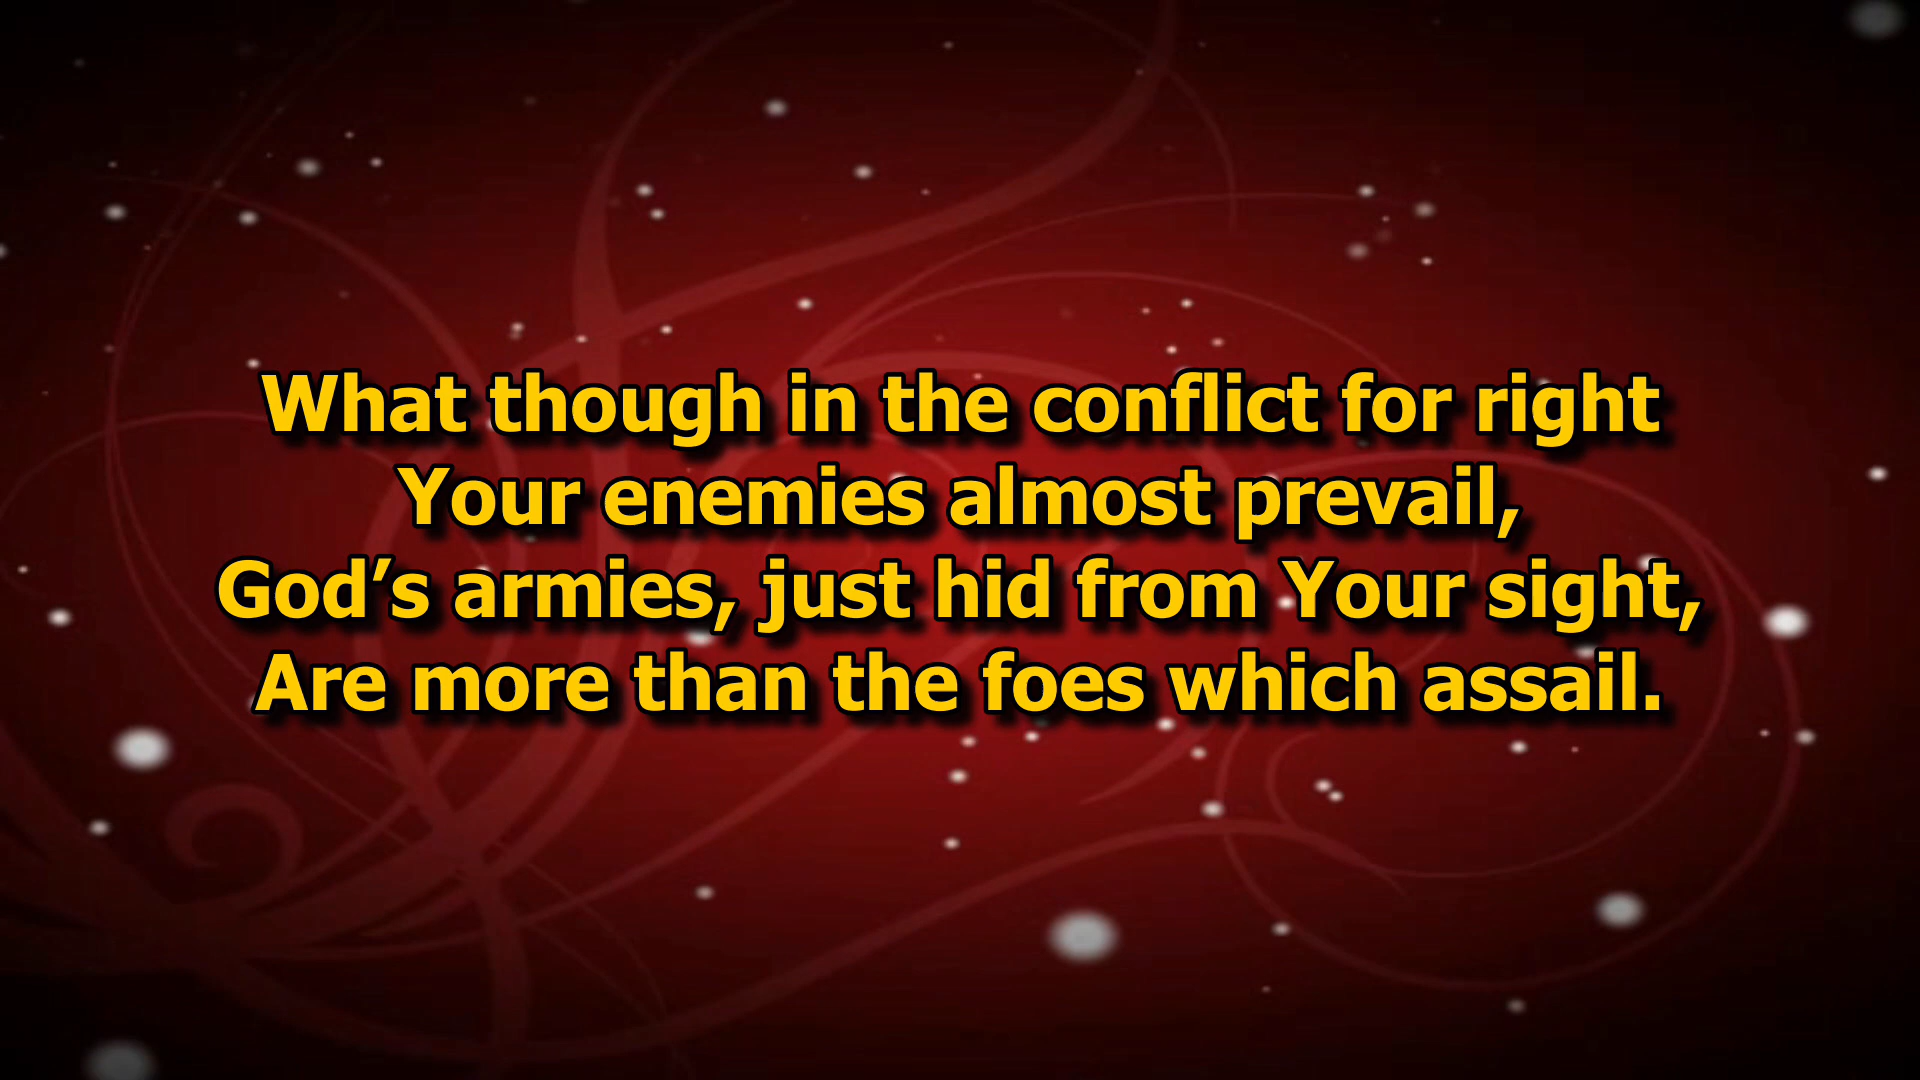 What though in the conflict for right
Your enemies almost prevail,
God’s armies, just hid from Your sight,
Are more than the foes which assail.